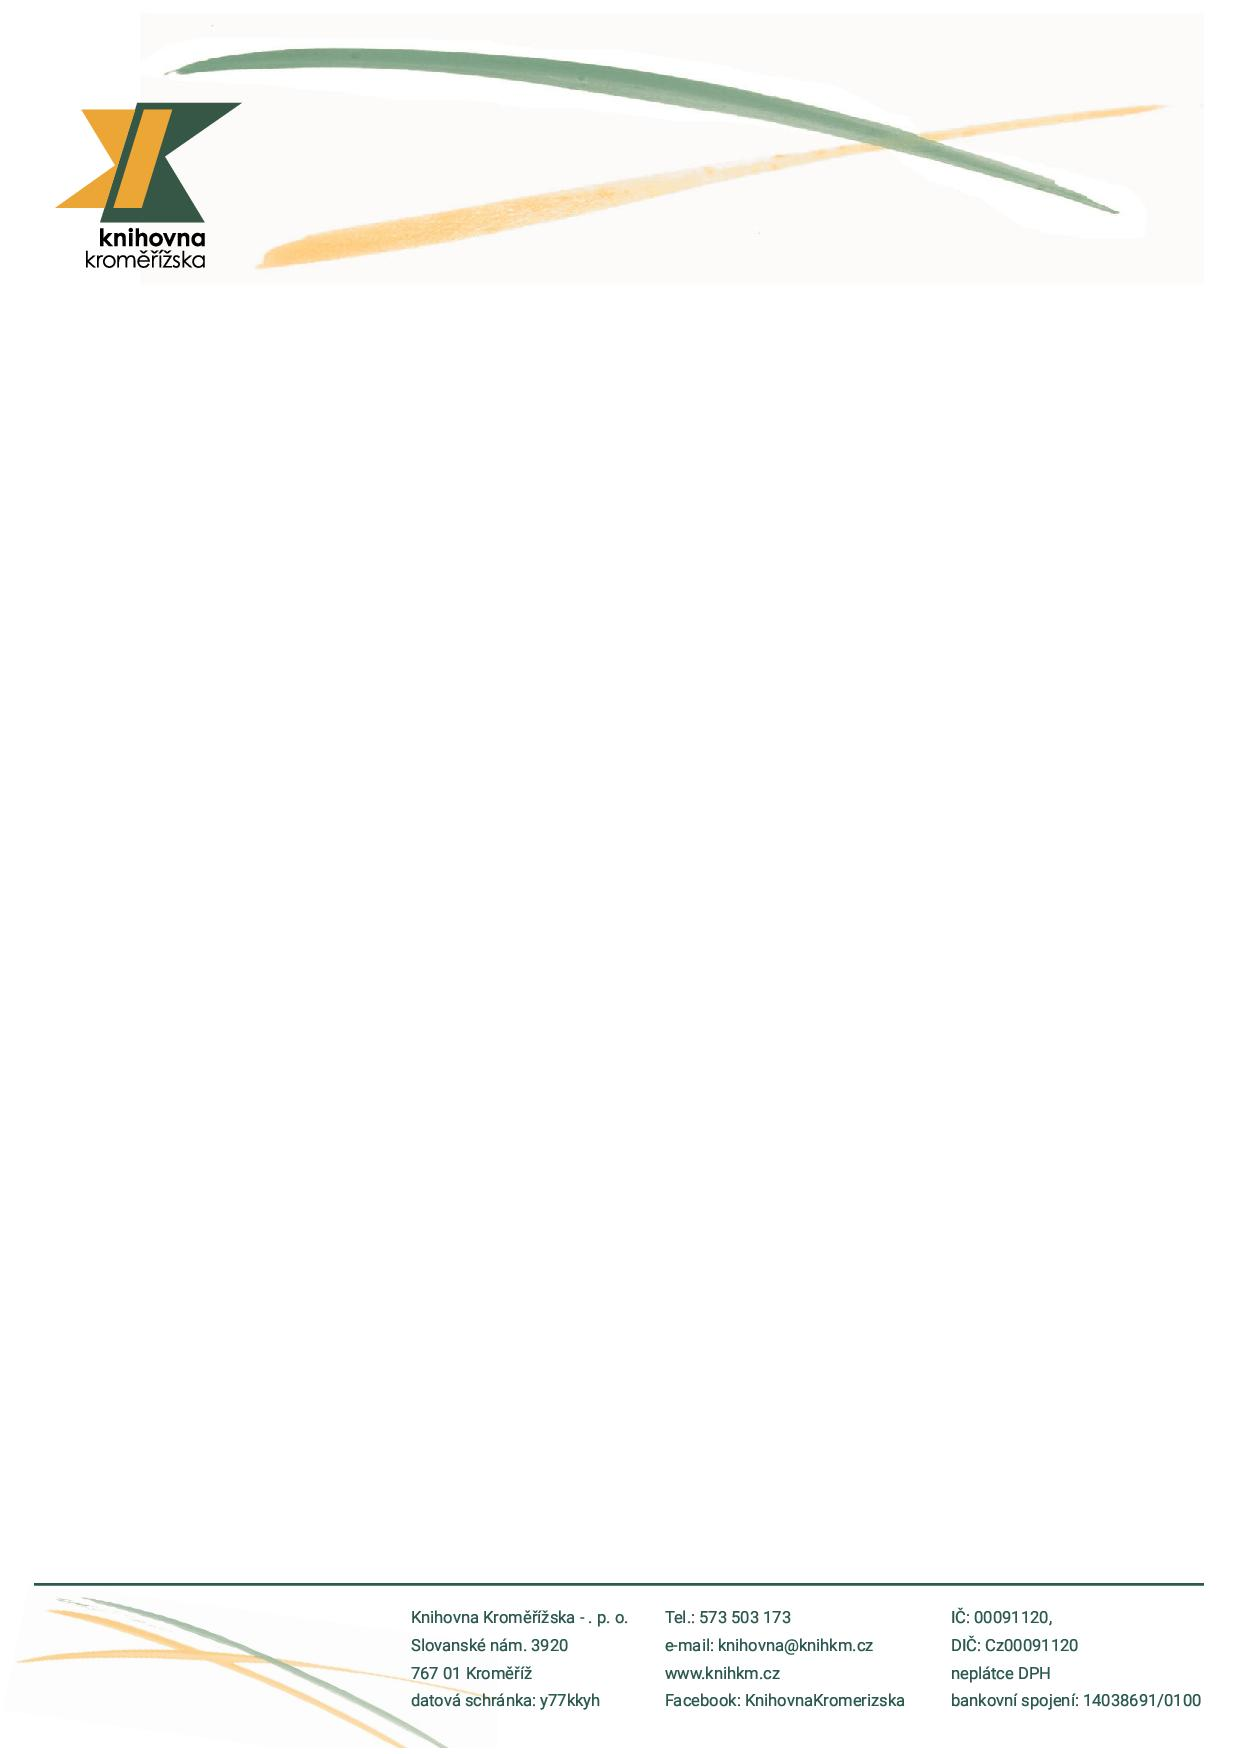 knihovna
kroměřížska
Knihovna Kroměřížska - . p. o.
Slovanské nám. 3920
767 01 Kroměříž
datová schránka: y77kkyh
Tel.: 573 503 173
e-mail: knihovna@knihkm.cz
www.knihkm.cz
Facebook: KnihovnaKromerizska
IČ: 00091120,
DIČ: Cz00091120
neplátce DPH
bankovní spojení: 14038691/0100